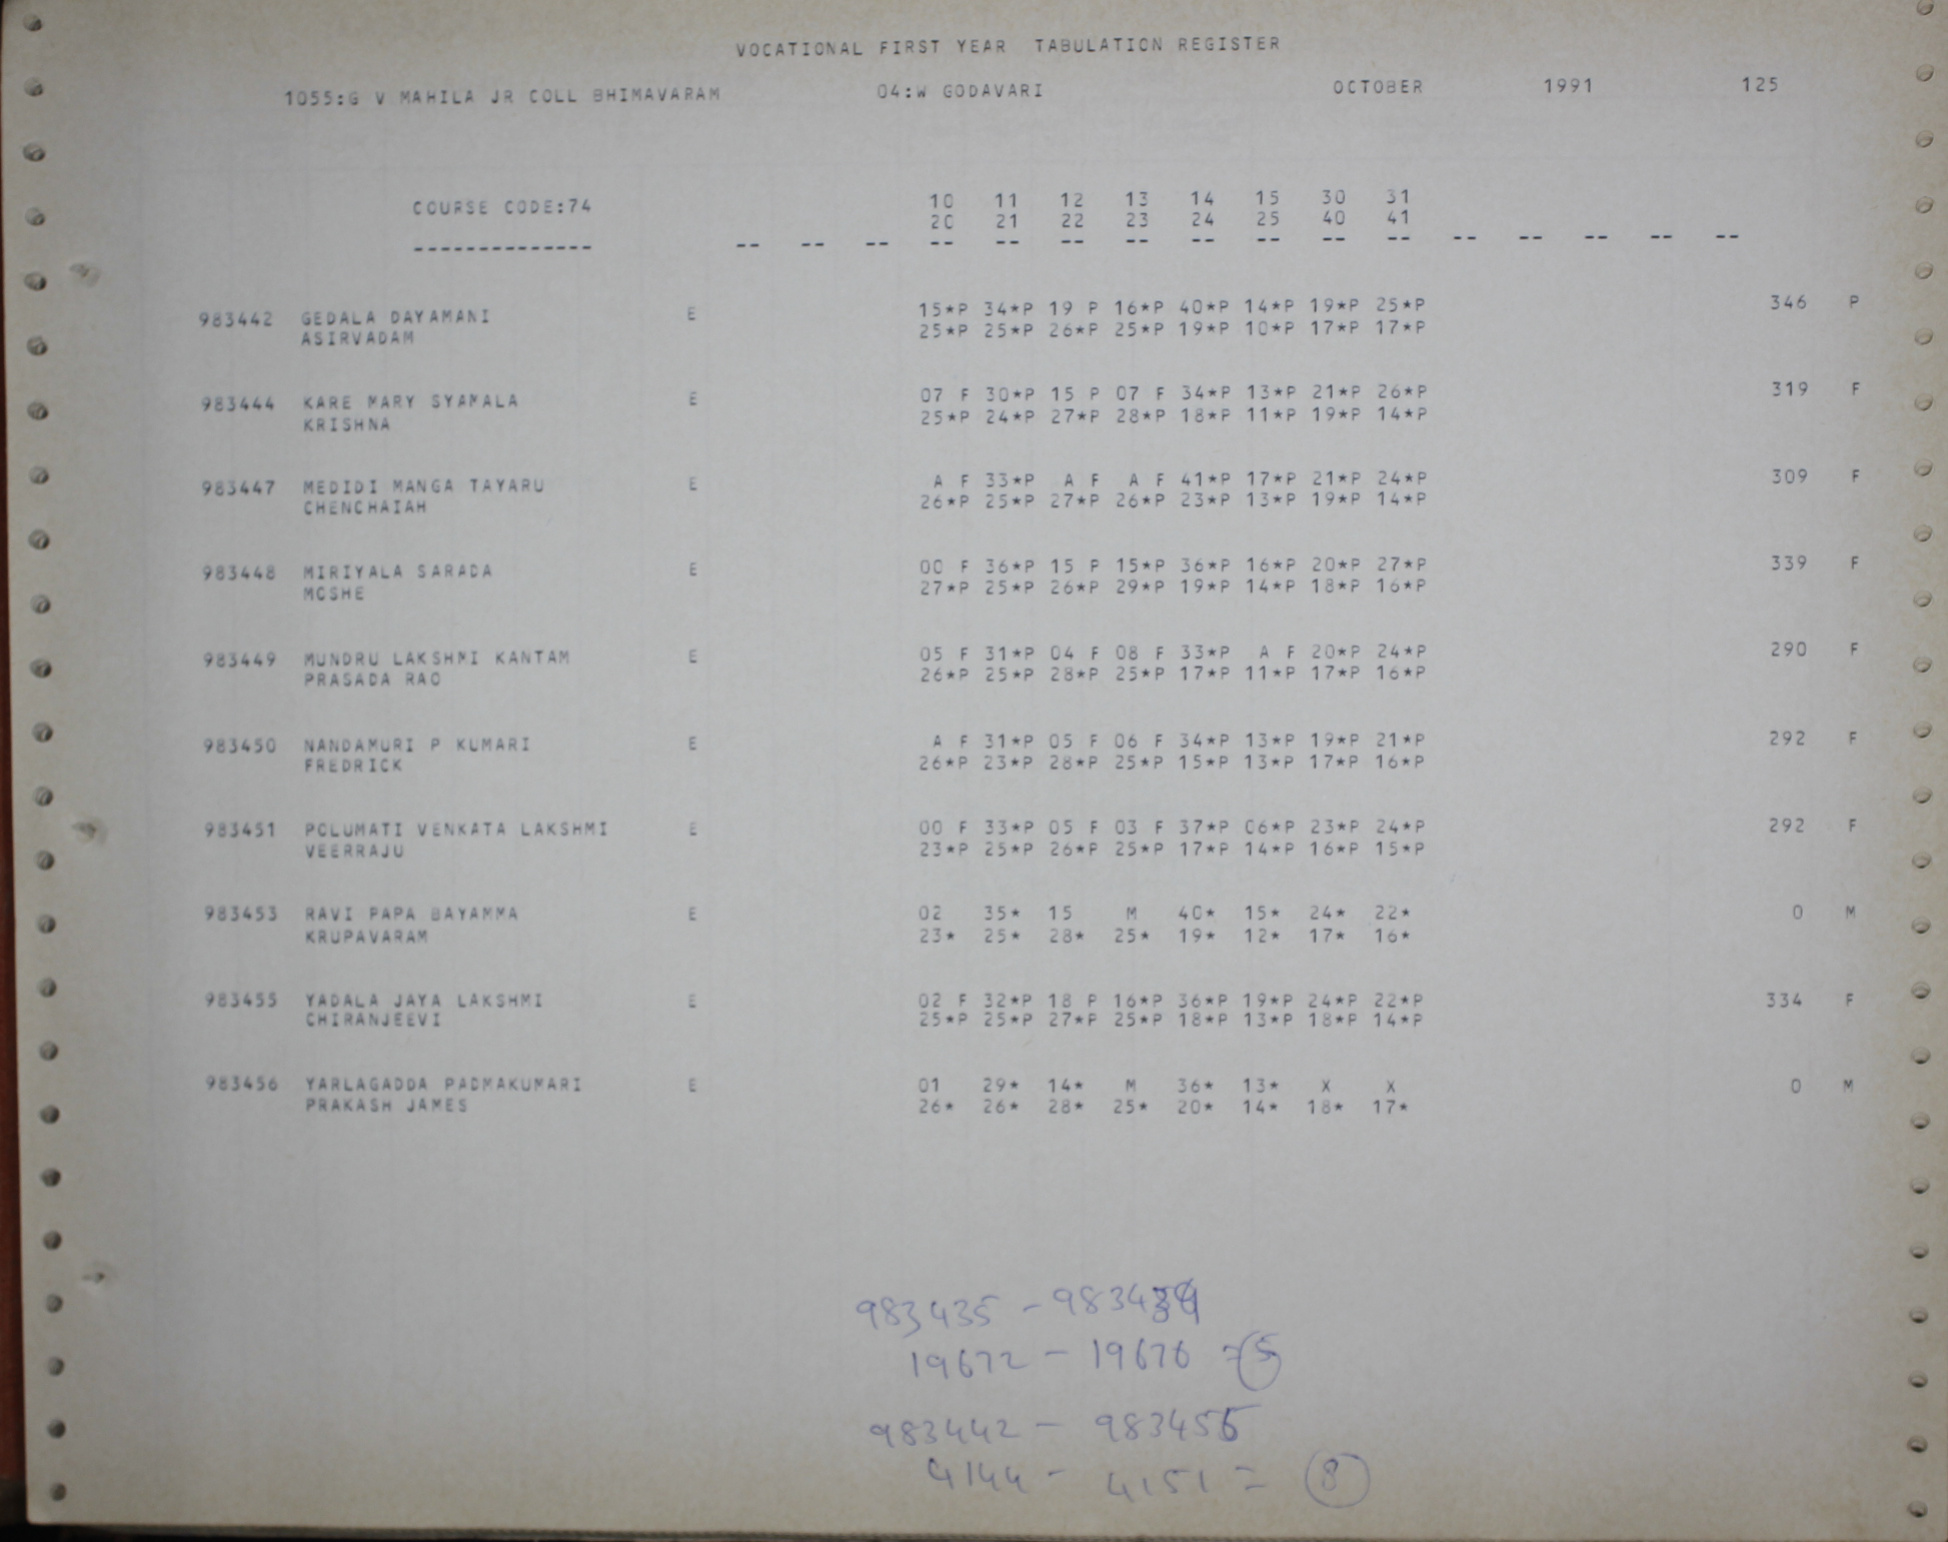 VOCATIONAL FIRST YEAR TABULATION REGISTER
1055:G V MAHILA JR COLL BHIMAVARAM 04:W GODAVARI OCTOBER 1991 125
COURSE CODE:74 10 11 12 13 14 15 30 31
20 21 22 23 24 25 40 41
-------------- -- -- -- -- -- -- -- -- -- -- -- -- -- -- -- --
983442 GEDALA DAYAMANI E 15*P 34*P 19 P 16*P 40*P 14*P 19*P 25*P 346 P
ASIRVADAM 25*P 25*P 26*P 25*P 19*P 10*P 17*P 17*P
983444 KARE MARY SYAMALA E 07 F 30*P 15 P 07 F 34*P 13*P 21*P 26*P 319 F
KRISHNA 25*P 24*P 27*P 28*P 18*P 11*P 19*P 14*P
983447 MEDIDI MANGA TAYARU E A F 33*P A F A F 41*P 17*P 21*P 24*P 309 F
CHENCHAIAH 26*P 25*P 27*P 26*P 23*P 13*P 19*P 14*P
983448 MIRIYALA SARADA E 00 F 36*P 15 P 15*P 36*P 16*P 20*P 27*P 339 F
MOSHE 27*P 25*P 26*P 29*P 19*P 14*P 18*P 16*P
983449 MUNDRU LAKSHMI KANTAM E 05 F 31*P 04 F 08 F 33*P A F 20*P 24*P 290 F
PRASADA RAO 26*P 25*P 28*P 25*P 17*P 11*P 17*P 16*P
983450 NANDAMURI P KUMARI E A F 31*P 05 F 06 F 34*P 13*P 19*P 21*P 292 F
FREDRICK 26*P 23*P 28*P 25*P 15*P 13*P 17*P 16*P
983451 POLUMATI VENKATA LAKSHMI E 00 F 33*P 05 F 03 F 37*P 06*P 23*P 24*P 292 F
VEERRAJU 23*P 25*P 26*P 25*P 17*P 14*P 16*P 15*P
983453 RAVI PAPA BAYAMMA E 02 35* 15 M 40* 15* 24* 22* 0 M
KRUPAVARAM 23* 25* 28* 25* 19* 12* 17* 16*
983455 YADALA JAYA LAKSHMI E 02 F 32*P 18 P 16*P 36*P 19*P 24*P 22*P 334 F
CHIRANJEEVI 25*P 25*P 27*P 25*P 18*P 13*P 18*P 14*P
983456 YARLAGADDA PADMAKUMARI E 01 29* 14* M 36* 13* X X 0 M
PRAKASH JAMES 26* 26* 28* 25* 20* 14* 18* 17*
983435 -
19672 - 19676 = 5
983442 - 983455
4144 - 4151 = 8